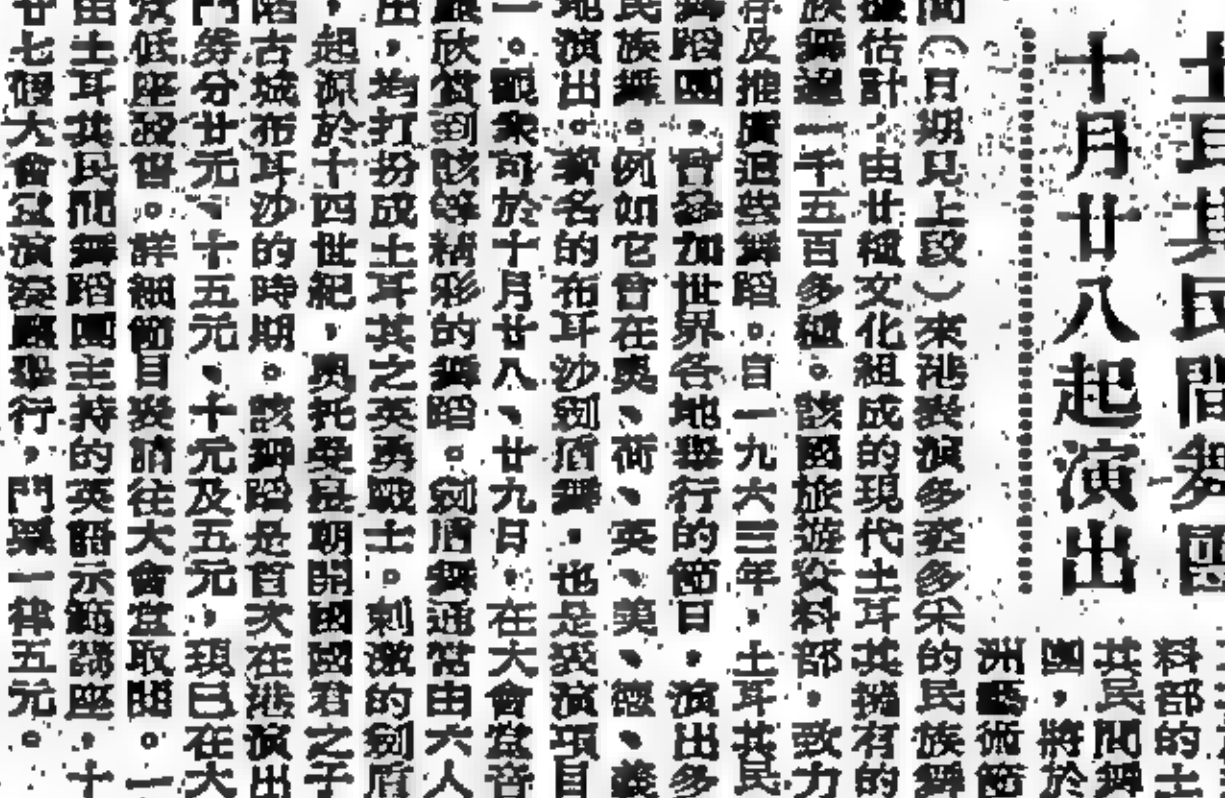 土耳其民間舞團
十月廿八起演出
料部的土
其民間舞
團，將於
洲藝術節
間（日期見上段）來港表演多姿多采的民族舞
據估計，由廿種文化組成的現代土耳其擁有的
族舞達一千五百多種。該國旅遊資料部，致力
存及推廣這些舞蹈。自一九六三年，土耳其民
舞蹈團，曾參加世界各地舉行的節日，演出多
民族舞。例如它曾在奧、荷、英、美、德、義
地演出。著名的布耳沙劍盾舞，也是表演項目
一。觀眾可於十月廿八、廿九日，在大會堂音
欣賞到該等精彩的舞蹈。劍盾舞通常由六人
出，均打扮成土耳其之英勇戰士。刺激的劍盾
，起源於十四世紀，奧托曼皇朝開國國君之子
陷古城布耳沙的時期。該舞蹈是首次在港演出
門券分廿元、十五元、十元及五元，現已在大
低座發售。詳細節目表請往大會堂取閱。一
由土耳其民間舞蹈團主持的英語示範講座，十
廿七假大會堂演奏廳舉行，門票一律五元。